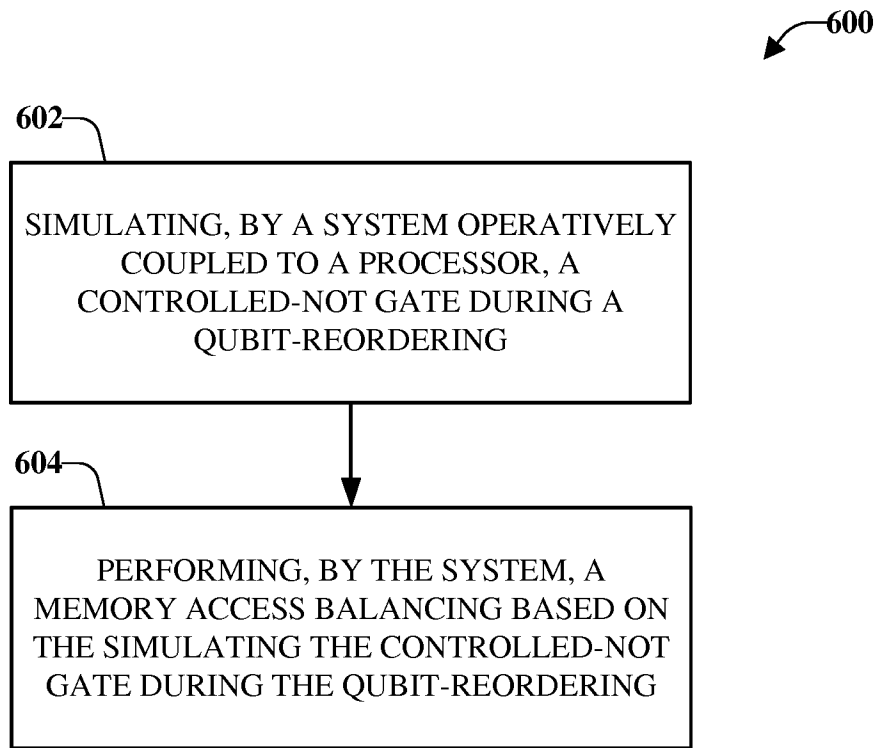 600
602
SIMULATING, BY A SYSTEM OPERATIVELY
COUPLED TO A PROCESSOR, A
CONTROLLED-NOT GATE DURING A
QUBIT-REORDERING
604
PERFORMING, BY THE SYSTEM, A
MEMORY ACCESS BALANCING BASED ON
THE SIMULATING THE CONTROLLED-NOT
GATE DURING THE QUBIT-REORDERING